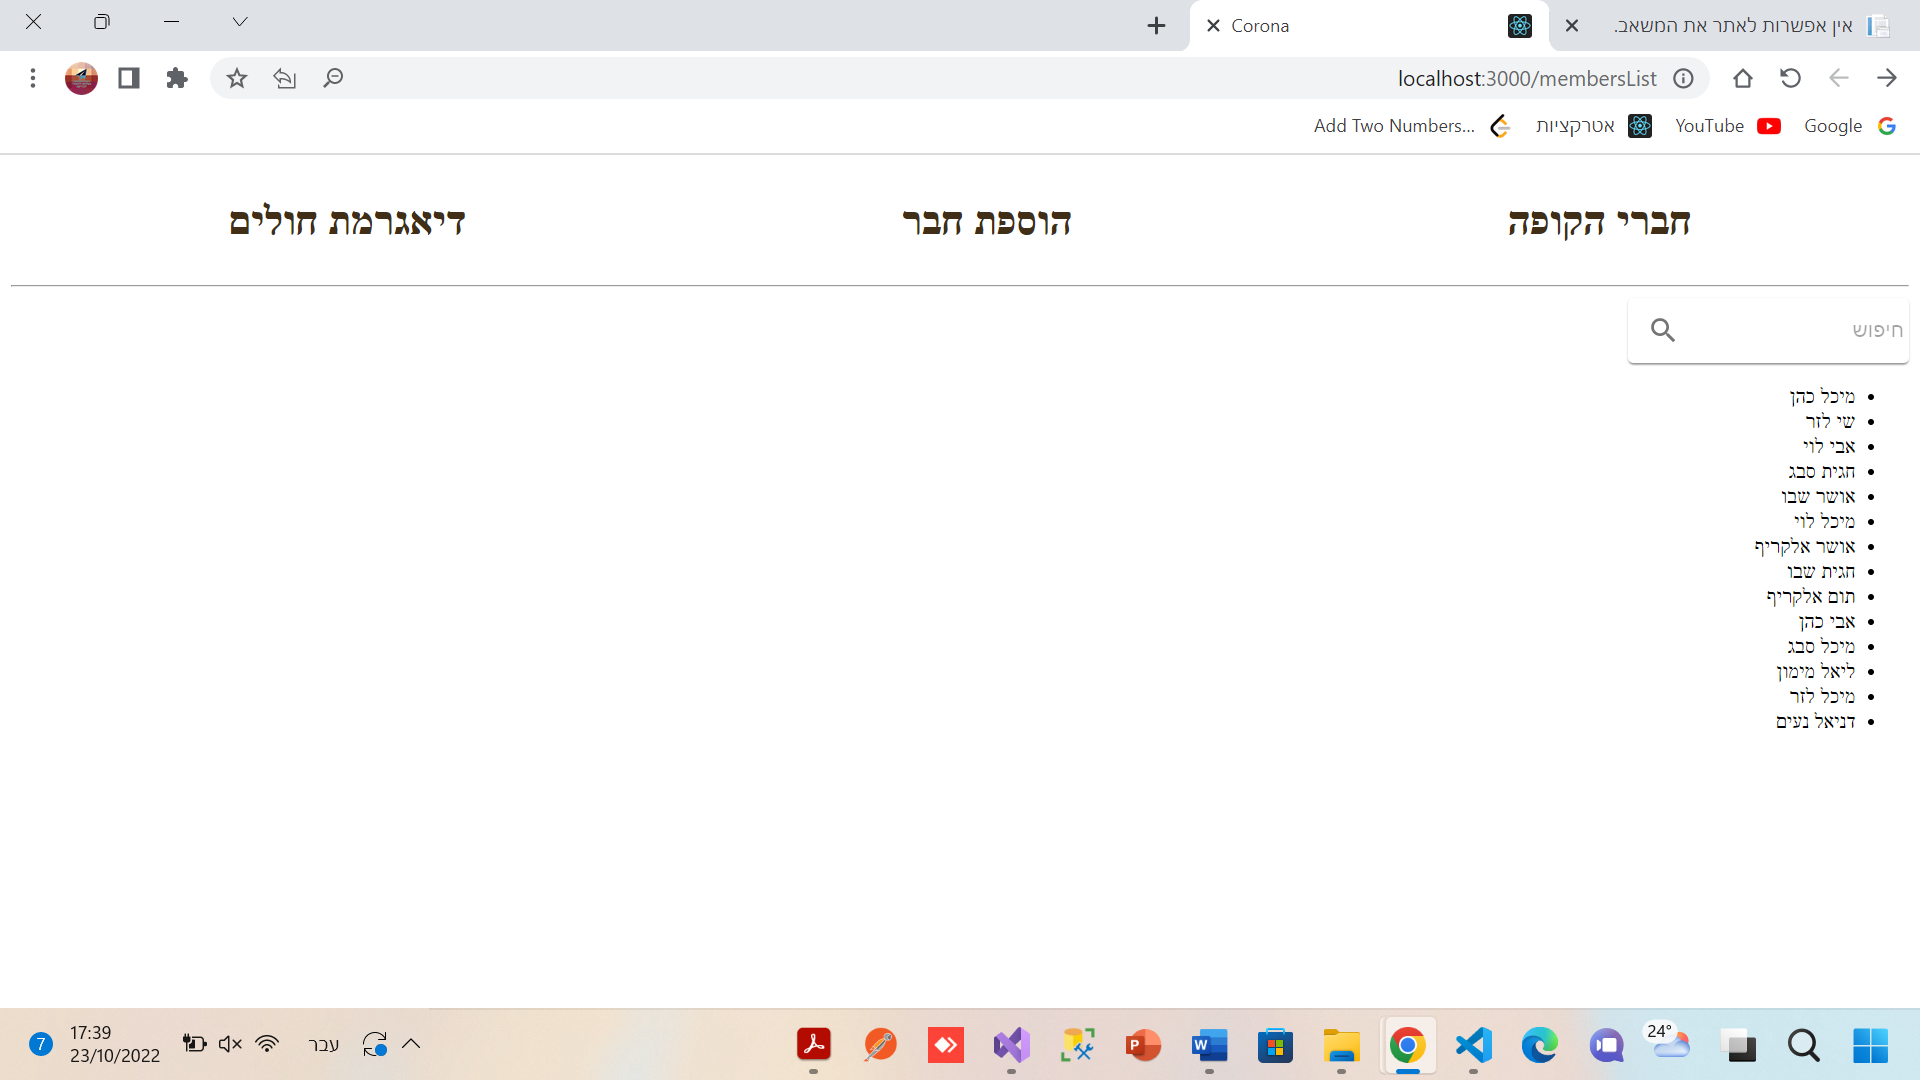 אין אפשרות לאתר את המשאב.
Corona
localhost:3000/membersList
Google
YouTube
אטרקציות
Add Two Numbers...
חברי הקופה
הוספת חבר
דיאגרמת חולים
חיפוש
מיכל כהן
שי לזר
אבי לוי
חגית סבג
אושר שבו
מיכל לוי
אושר אלקריף
חגית שבו
תום אלקריף
אבי כהן
מיכל סבג
ליאל מימון
מיכל לזר
דניאל נעים
24°
עבר
17:39
23/10/2022
7